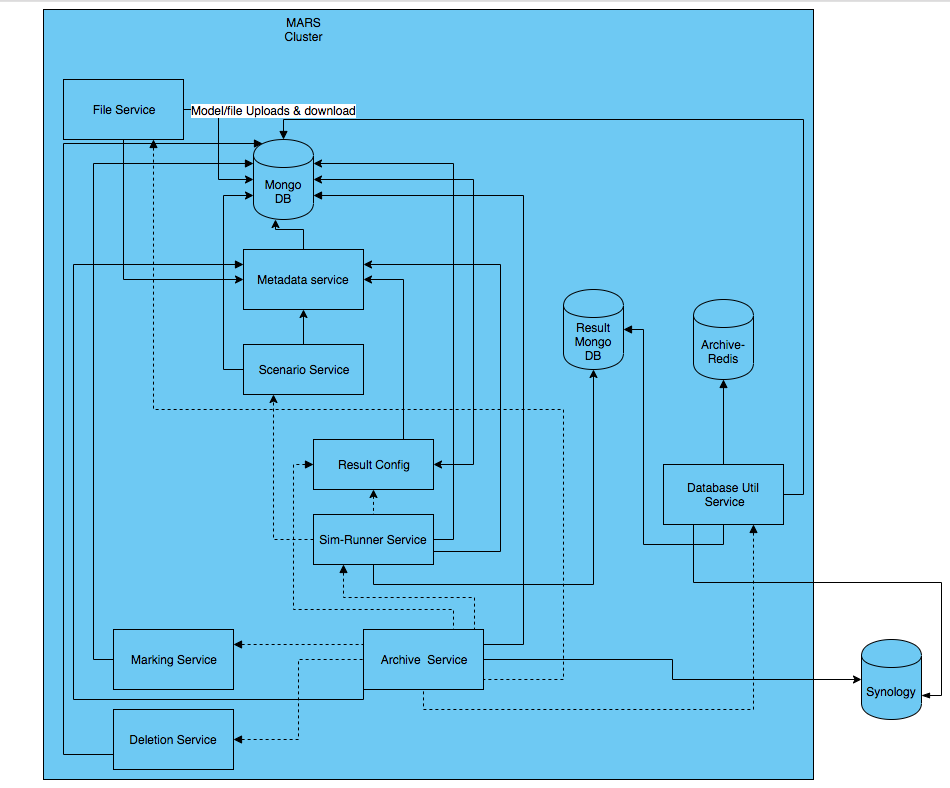 MARS
Cluster
File Service
Model/file Uploads & download
Mongo
DB
Metadata service
Result
Mongo
DB
Archive-
Redis
Scenario Service
Result Config
Database Util
Service
Sim-Runner Service
Marking Service
Archive  Service
Synology
Deletion Service